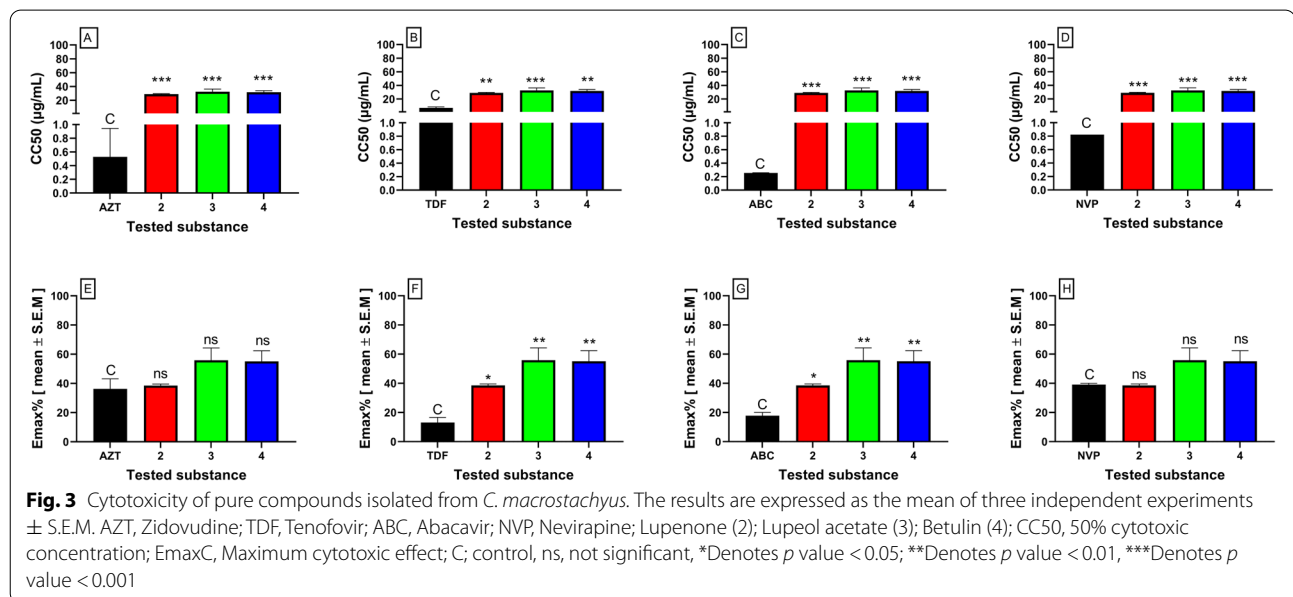 A
CC50 (µg/mL)
100
80
60
40
20
1.0
0.8
0.6
0.4
0.2
0.0
C
***
***
***
AZT 2 3 4
Tested substance
B
CC50 (µg/mL)
100
80
60
40
20
1.0
0.8
0.6
0.4
0.2
0.0
C
**
***
**
TDF 2 3 4
Tested substance
C
CC50 (µg/mL)
100
80
60
40
20
1.0
0.8
0.6
0.4
0.2
0.0
C
***
***
***
ABC 2 3 4
Tested substance
D
CC50 (µg/mL)
100
80
60
40
20
1.0
0.8
0.6
0.4
0.2
0.0
C
***
***
***
NVP 2 3 4
Tested substance
E
Emax% [ mean ± S.E.M]
100
80
60
40
20
0
C
ns
ns
ns
AZT 2 3 4
Tested substance
F
Emax% [ mean ± S.E.M]
100
80
60
40
20
0
C
*
**
**
TDF 2 3 4
Tested substance
G
Emax% [ mean ± S.E.M]
100
80
60
40
20
0
C
*
**
**
ABC 2 3 4
Tested substance
H
Emax% [ mean ± S.E.M]
100
80
60
40
20
0
C
ns
ns
ns
NVP 2 3 4
Tested substance
Fig. 3 Cytotoxicity of pure compounds isolated from C. macrostachyus. The results are expressed as the mean of three independent experiments
± S.E.M. AZT, Zidovudine; TDF, Tenofovir; ABC, Abacavir; NVP, Nevirapine; Lupenone (2); Lupeol acetate (3); Betulin (4); CC50, 50% cytotoxic
concentration; EmaxC, Maximum cytotoxic effect; C; control, ns, not significant, *Denotes p value < 0.05; **Denotes p value < 0.01, ***Denotes p
value < 0.001